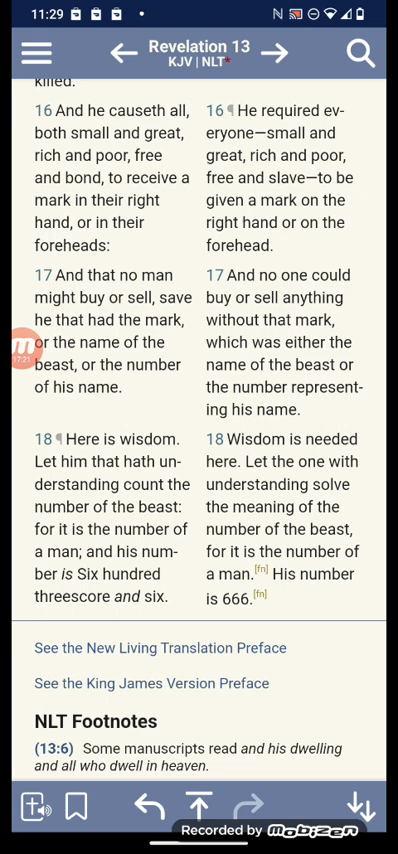 11:29
Revelation 13
KJV | NLT*
killed.
16 And he causeth all,
both small and great,
rich and poor, free
and bond, to receive a
mark in their right
hand, or in their
foreheads:
17 And that no man
might buy or sell, save
he that had the mark,
or the name of the
beast, or the number
of his name.
18 ¶ Here is wisdom.
Let him that hath un-
derstanding count the
number of the beast:
for it is the number of
a man; and his num-
ber is Six hundred
threescore and six.
16 ¶ He required ev-
eryone—small and
great, rich and poor,
free and slave—to be
given a mark on the
right hand or on the
forehead.
17 And no one could
buy or sell anything
without that mark,
which was either the
name of the beast or
the number represent-
ing his name.
18 Wisdom is needed
here. Let the one with
understanding solve
the meaning of the
number of the beast,
for it is the number of
a man.[fn] His number
is 666.[fn]
m
17:21
See the New Living Translation Preface
See the King James Version Preface
NLT Footnotes
(13:6) Some manuscripts read and his dwelling
and all who dwell in heaven.
Recorded by mobizen